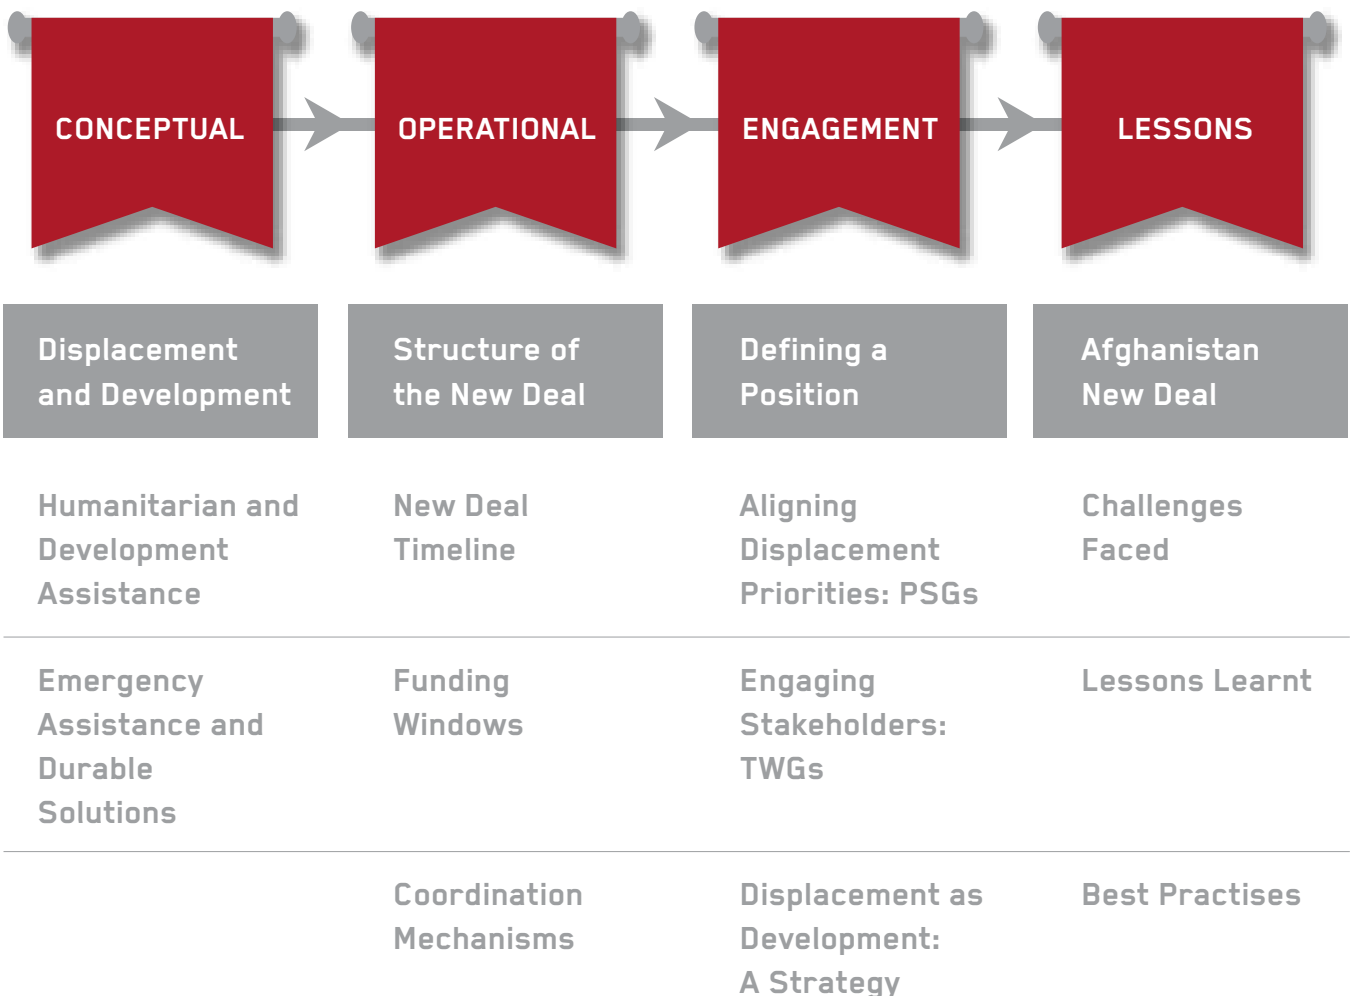 CONCEPTUAL
OPERATIONAL
ENGAGEMENT
LESSONS
Displacement
and Development
Structure of
the New Deal
Defining a
Position
Afghanistan
New Deal
Humanitarian and
Development
Assistance
New Deal
Timeline
Aligning
Displacement
Priorities: PSGs
Challenges
Faced
Emergency
Assistance and
Durable
Solutions
Funding
Windows
Engaging
Stakeholders:
TWGs
Lessons Learnt
Coordination
Mechanisms
Displacement as
Development:
A Strategy
Best Practises